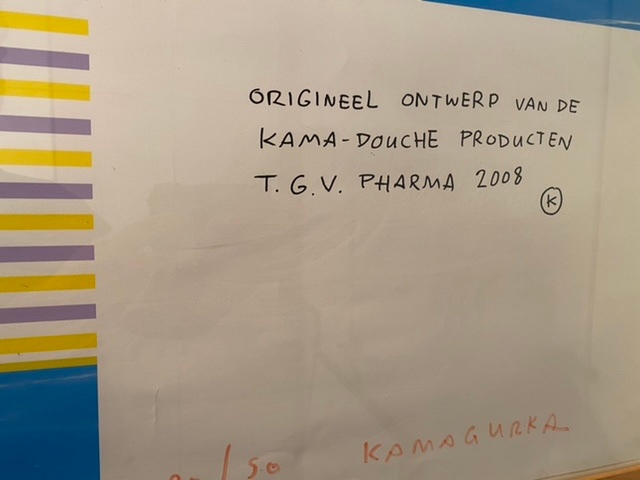 ORIGINEEL ONTWERP VAN DE
KAMA-DOUCHE PRODUCTEN
T. G. V. PHARMA 2008
K
/50 KAMAGURKA